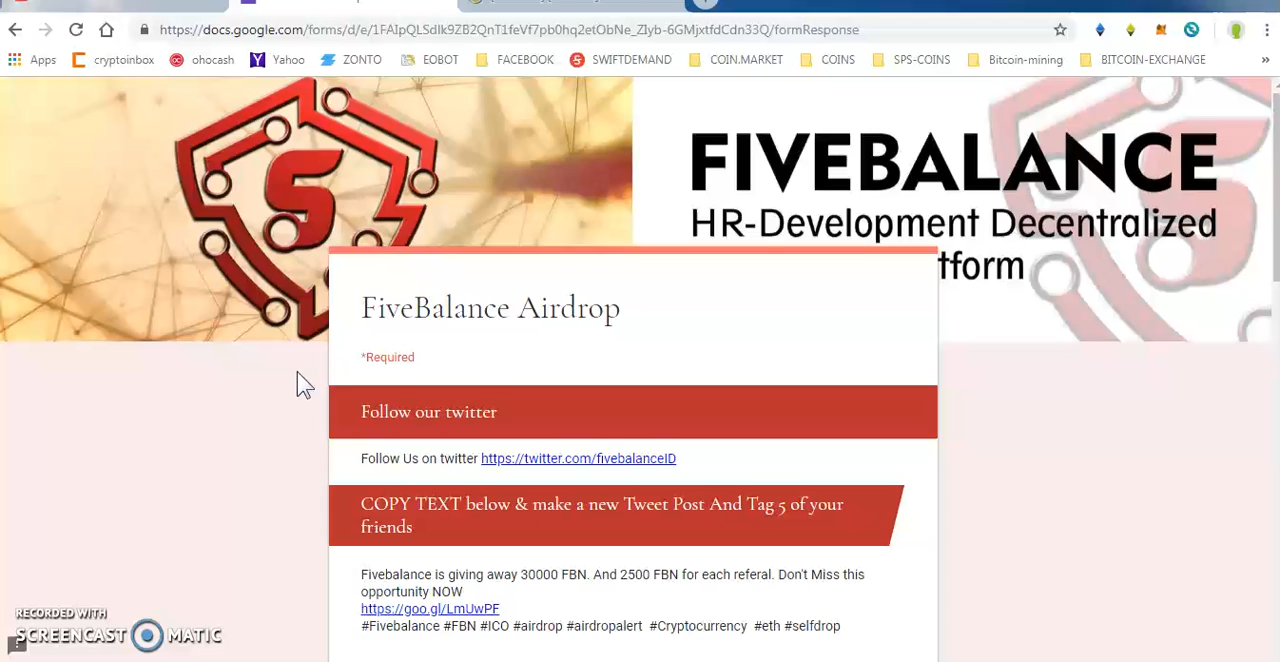 https://docs.google.com/forms/d/e/1FAIpQLSdlk9ZB2QnT1feVf7pb0hq2etObNe_ZIyb-6GMjxtfdCdn33Q/formResponse
Apps cryptoinbox ohocash Yahoo ZONTO EOBOT FACEBOOK SWIFTDEMAND COIN.MARKET COINS SPS-COINS Bitcoin-mining BITCOIN-EXCHANGE »
FIVEBALANCE
HR-Development Decentralized
tform
FiveBalance Airdrop
*Required
Follow our twitter
Follow Us on twitter https://twitter.com/fivebalanceID
COPY TEXT below & make a new Tweet Post And Tag 5 of your
friends
Fivebalance is giving away 30000 FBN. And 2500 FBN for each referal. Don't Miss this
opportunity NOW
https://goo.gl/LmUwPF
#Fivebalance #FBN #ICO #airdrop #airdropalert #Cryptocurrency #eth #selfdrop
RECORDED WITH
SCREENCAST MATIC